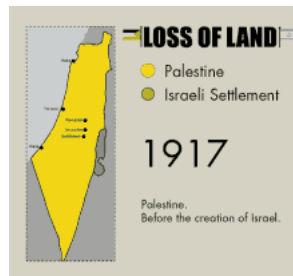 LOSS OF LAND
Palestine
Israeli Settlement
1917
Palestine.
Before the creation of Israel.